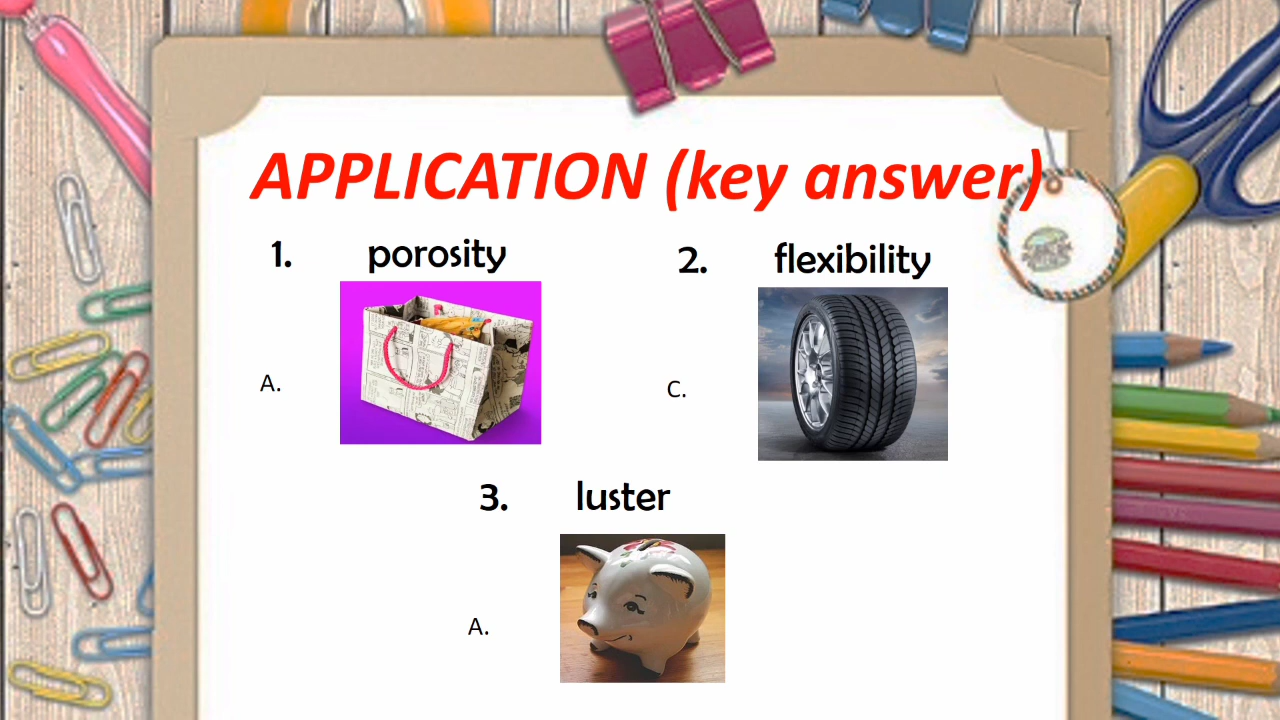 APPLICATION (key answer)
1. porosity
2. flexibility
A.
C.
3. luster
A.